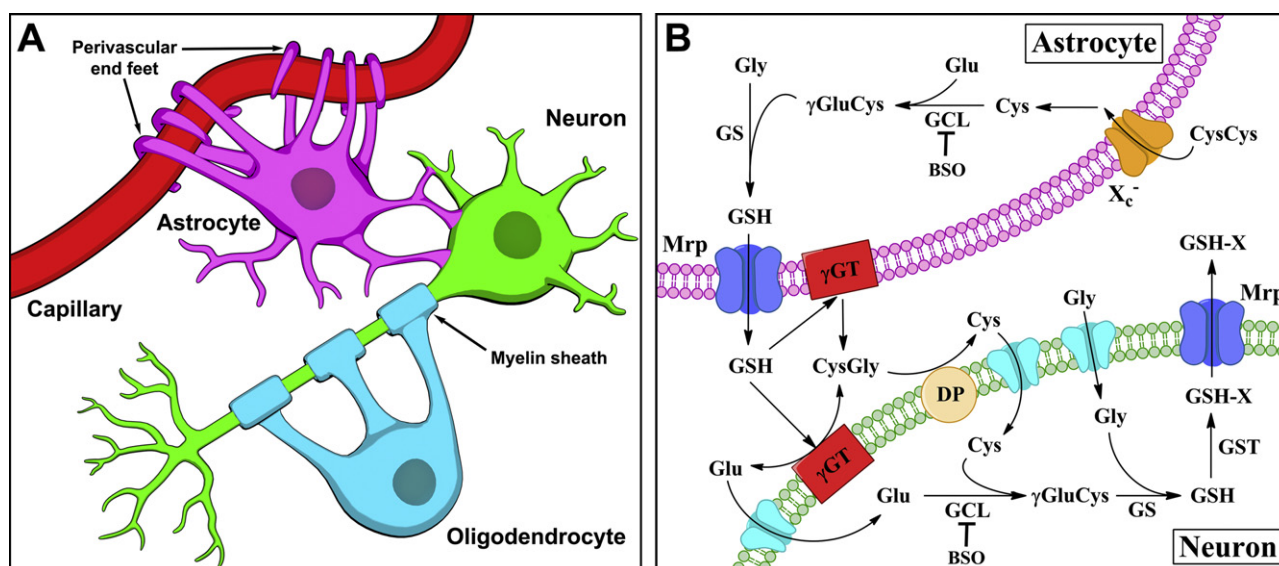 A
Perivascular
end feet
Neuron
Astrocyte
Capillary
Myelin sheath
Oligodendrocyte
B
Astrocyte
Gly
Glu
γGluCys
Cys
GS
GCL
CysCys
BSO
Xc-
GSH
GSH-X
Mrp
γGT
Gly
Mrp
Cys
GSH
CysGly
DP
GSH-X
Gly
Cys
GST
Glu
γGT
Glu
γGluCys
GSH
GCL
GS
BSO
Neuron